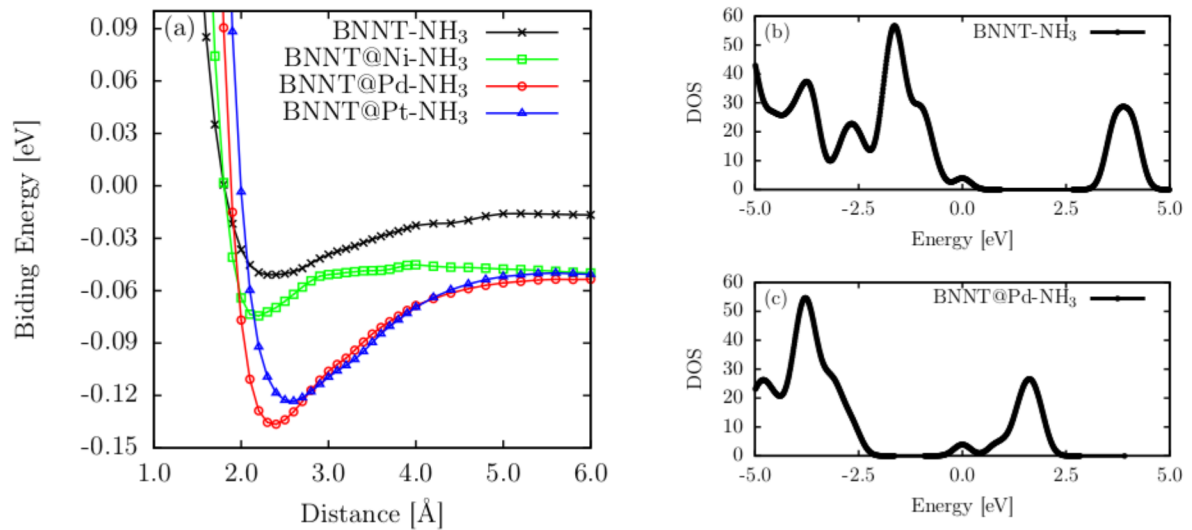 (a)
BNNT-NH3
BNNT@Ni-NH3
BNNT@Pd-NH3
BNNT@Pt-NH3
Biding Energy [eV]
0.09
0.06
0.03
0.00
-0.03
-0.06
-0.09
-0.12
-0.15
1.0 2.0 3.0 4.0 5.0 6.0
Distance [Å]
(b)
BNNT-NH3
DOS
60
50
40
30
20
10
0
-5.0 -2.5 0.0 2.5 5.0
Energy [eV]
(c)
BNNT@Pd-NH3
DOS
60
50
40
30
20
10
0
-5.0 -2.5 0.0 2.5 5.0
Energy [eV]